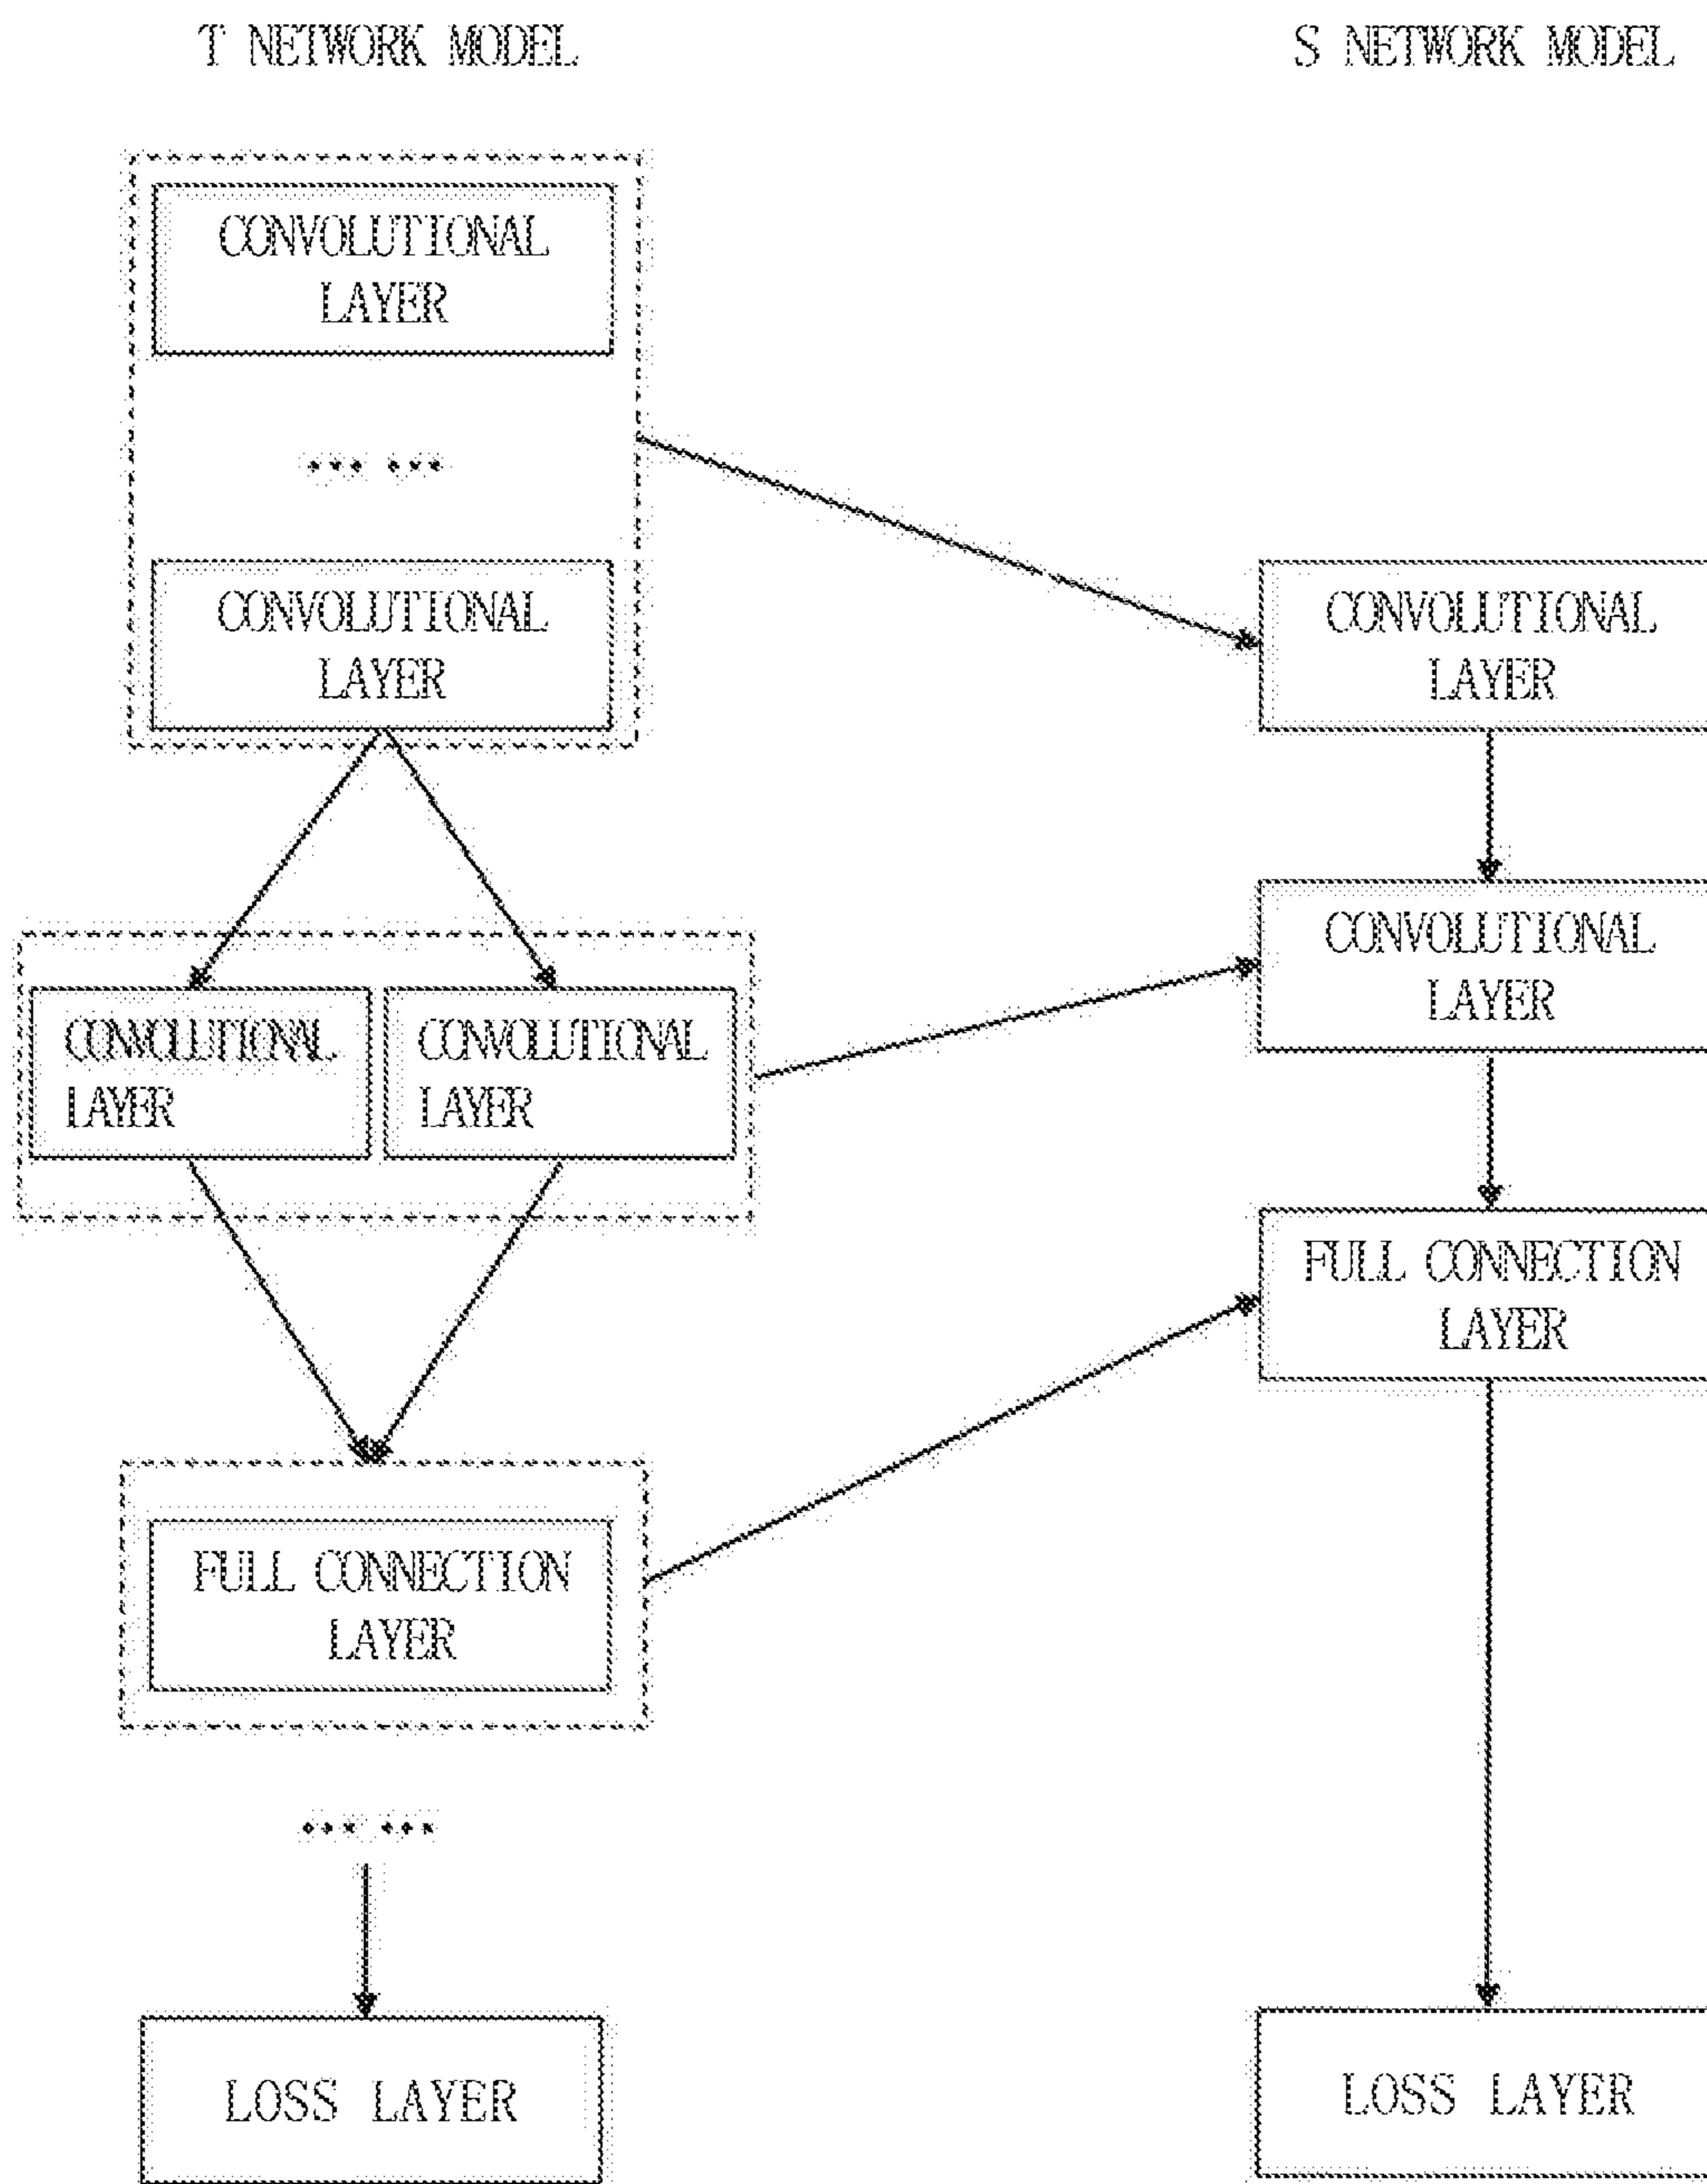 T NETWORK MODEL
S NETWORK MODEL
CONVOLUTIONAL
LAYER
... ...
CONVOLUTIONAL
LAYER
CONVOLUTIONAL
LAYER
CONVOLUTIONAL
LAYER
CONVOLUTIONAL
LAYER
CONVOLUTIONAL
LAYER
FULL CONNECTION
LAYER
FULL CONNECTION
LAYER
... ...
LOSS LAYER
LOSS LAYER